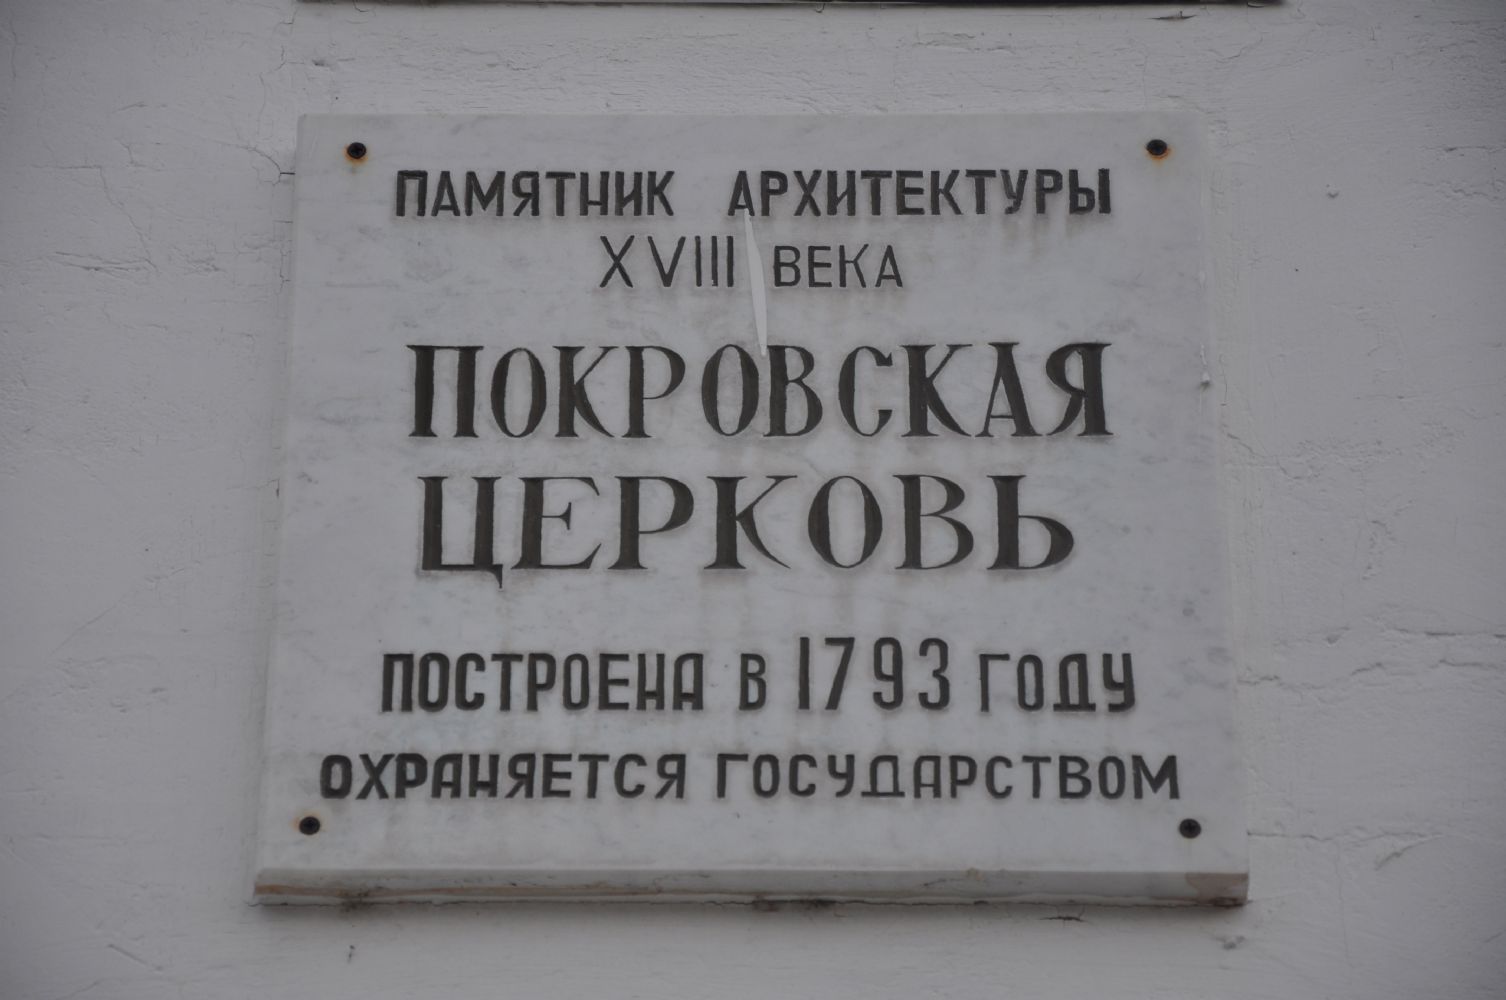 ПАМЯТНИК АРХИТЕКТУРЫ
XVIII ВЕКА
ПОКРОВСКАЯ
ЦЕРКОВЬ
ПОСТРОЕНА В 1793 ГОДУ
ОХРАНЯЕТСЯ ГОСУДАРСТВОМ